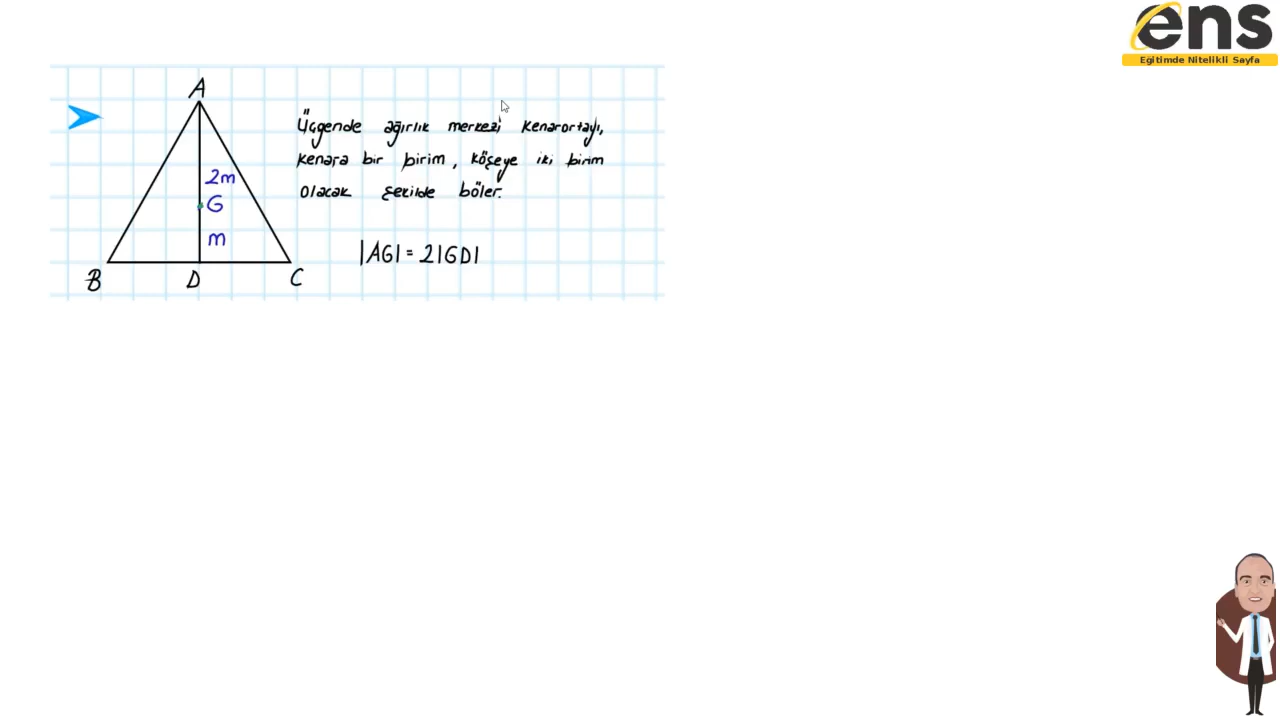 ens
Eğitimde Nitelikli Sayfa
A
Üçgende ağırlık merkezi kenarortayı,
kenara bir birim, köşeye iki birim
olacak şekilde böler.
2m
G
m
|AG| = 2|GD|
B
D
C